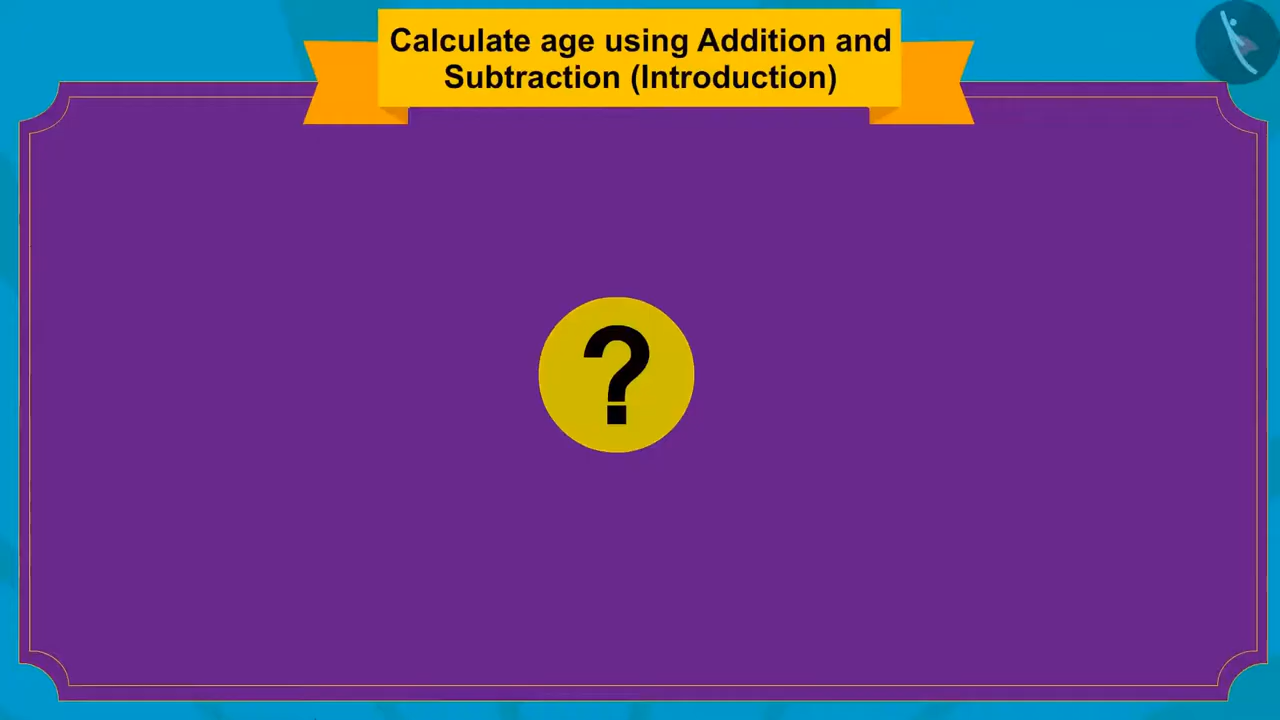 Calculate age using Addition and
Subtraction (Introduction)
?